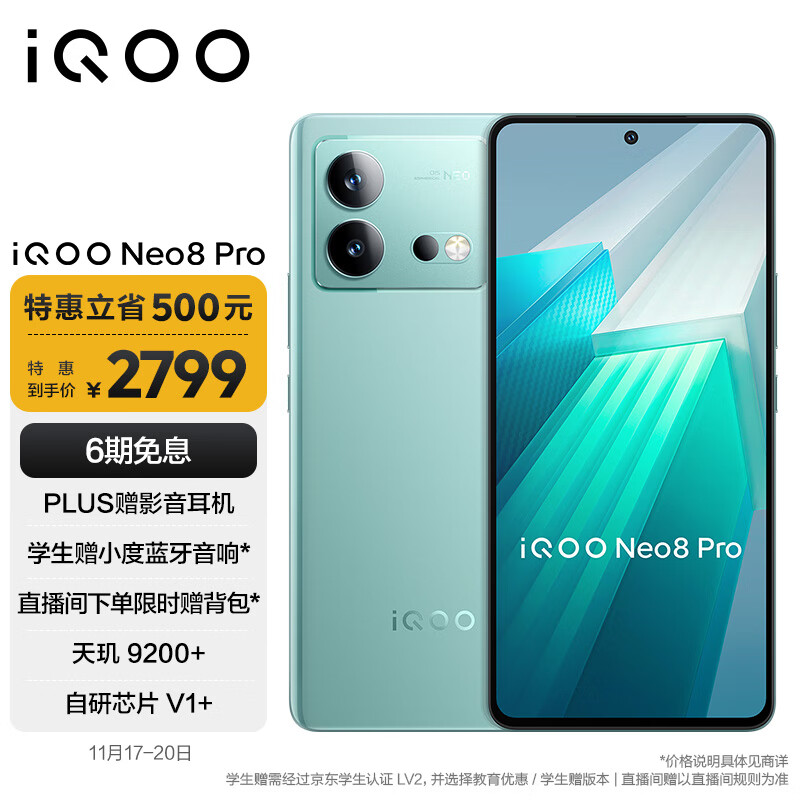 iQOO
iQOO Neo8 Pro
特惠立省500元
特惠
到手价 ¥2799
6期免息
PLUS赠影音耳机
学生赠小度蓝牙音响*
直播间下单限时赠背包*
天玑 9200+
自研芯片 V1+
11月17-20日
NEO
iQOO
iQOO Neo8 Pro
*价格说明具体见商详
学生赠需经过京东学生认证 LV2, 并选择教育优惠 / 学生赠版本 | 直播间赠以直播间规则为准